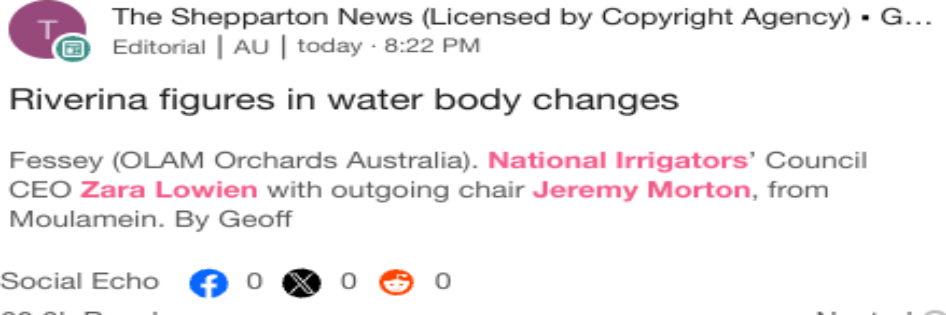 T
The Shepparton News (Licensed by Copyright Agency) • G...
Editorial | AU | today · 8:22 PM
Riverina figures in water body changes
Fessey (OLAM Orchards Australia). National Irrigators' Council
CEO Zara Lowien with outgoing chair Jeremy Morton, from
Moulamein. By Geoff
Social Echo 0 0 0